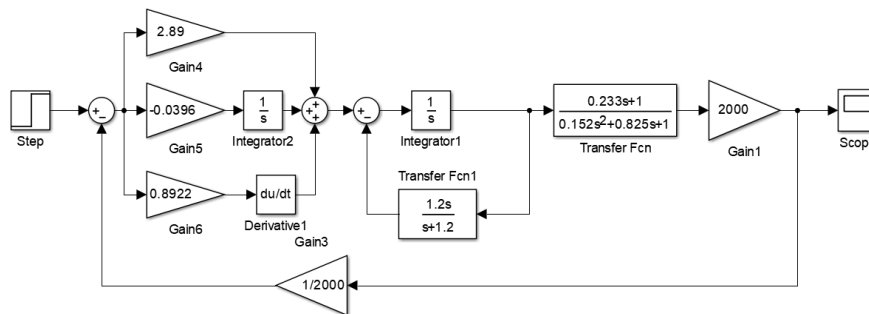 2.89
Gain4
Step
-0.0396
Gain5
1
s
Integrator2
1
s
Integrator1
0.233s+1
0.152s²+0.825s+1
Transfer Fcn
2000
Gain1
Scop
0.8922
Gain6
du/dt
Derivative1
Transfer Fcn1
1.2s
s+1.2
Gain3
1/2000